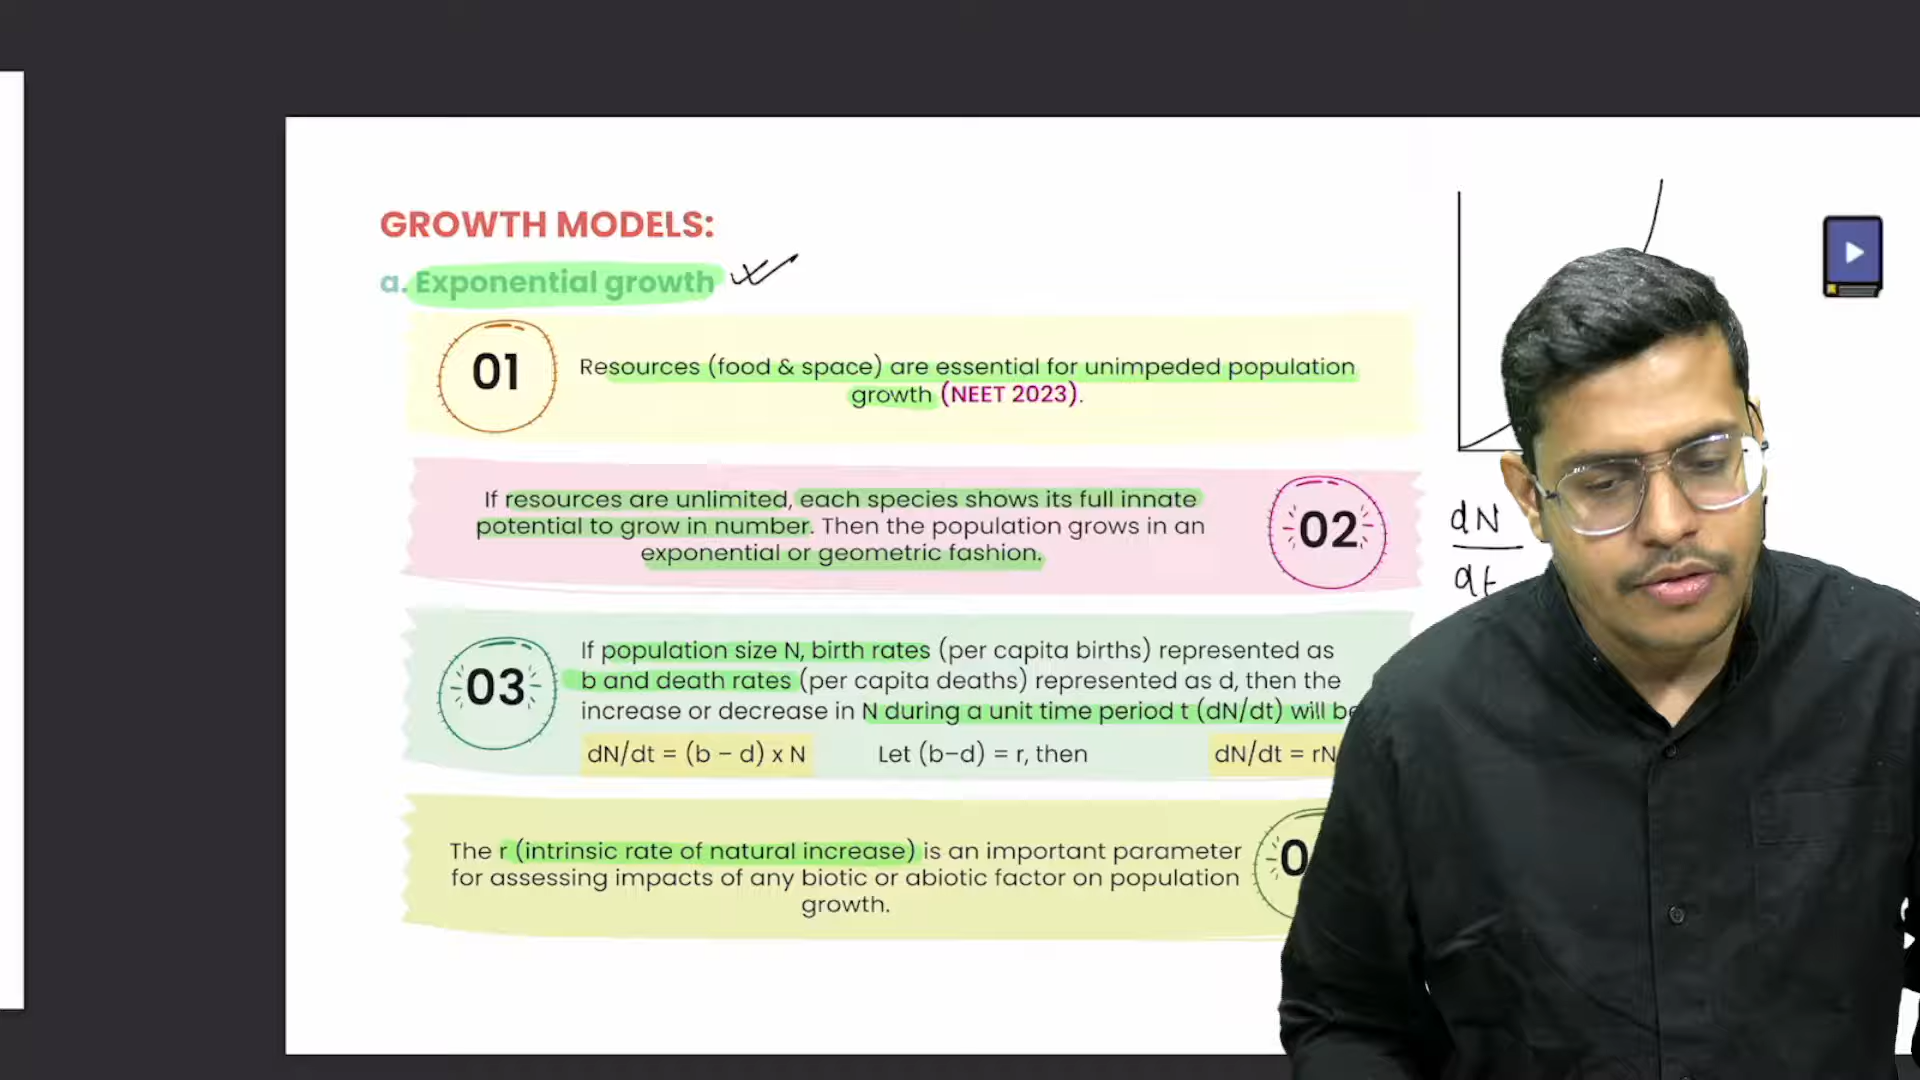 GROWTH MODELS:
a. Exponential growth
01
Resources (food & space) are essential for unimpeded population
growth (NEET 2023).
If resources are unlimited, each species shows its full innate
potential to grow in number. Then the population grows in an
exponential or geometric fashion.
02
03
If population size N, birth rates (per capita births) represented as
b and death rates (per capita deaths) represented as d, then the
increase or decrease in N during a unit time period t (dN/dt) will be
dN/dt = (b – d) x N Let (b–d) = r, then dN/dt = rN
The r (intrinsic rate of natural increase) is an important parameter
for assessing impacts of any biotic or abiotic factor on population
growth.
0
dN
dt